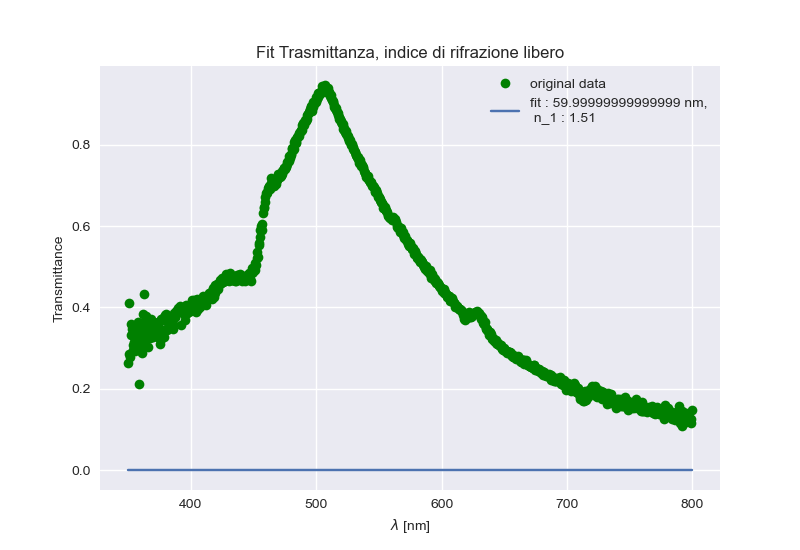 Fit Trasmittanza, indice di rifrazione libero
original data
fit : 59.99999999999999 nm,
n_1 : 1.51
Transmittance
0.8
0.6
0.4
0.2
0.0
400 500 600 700 800
λ [nm]